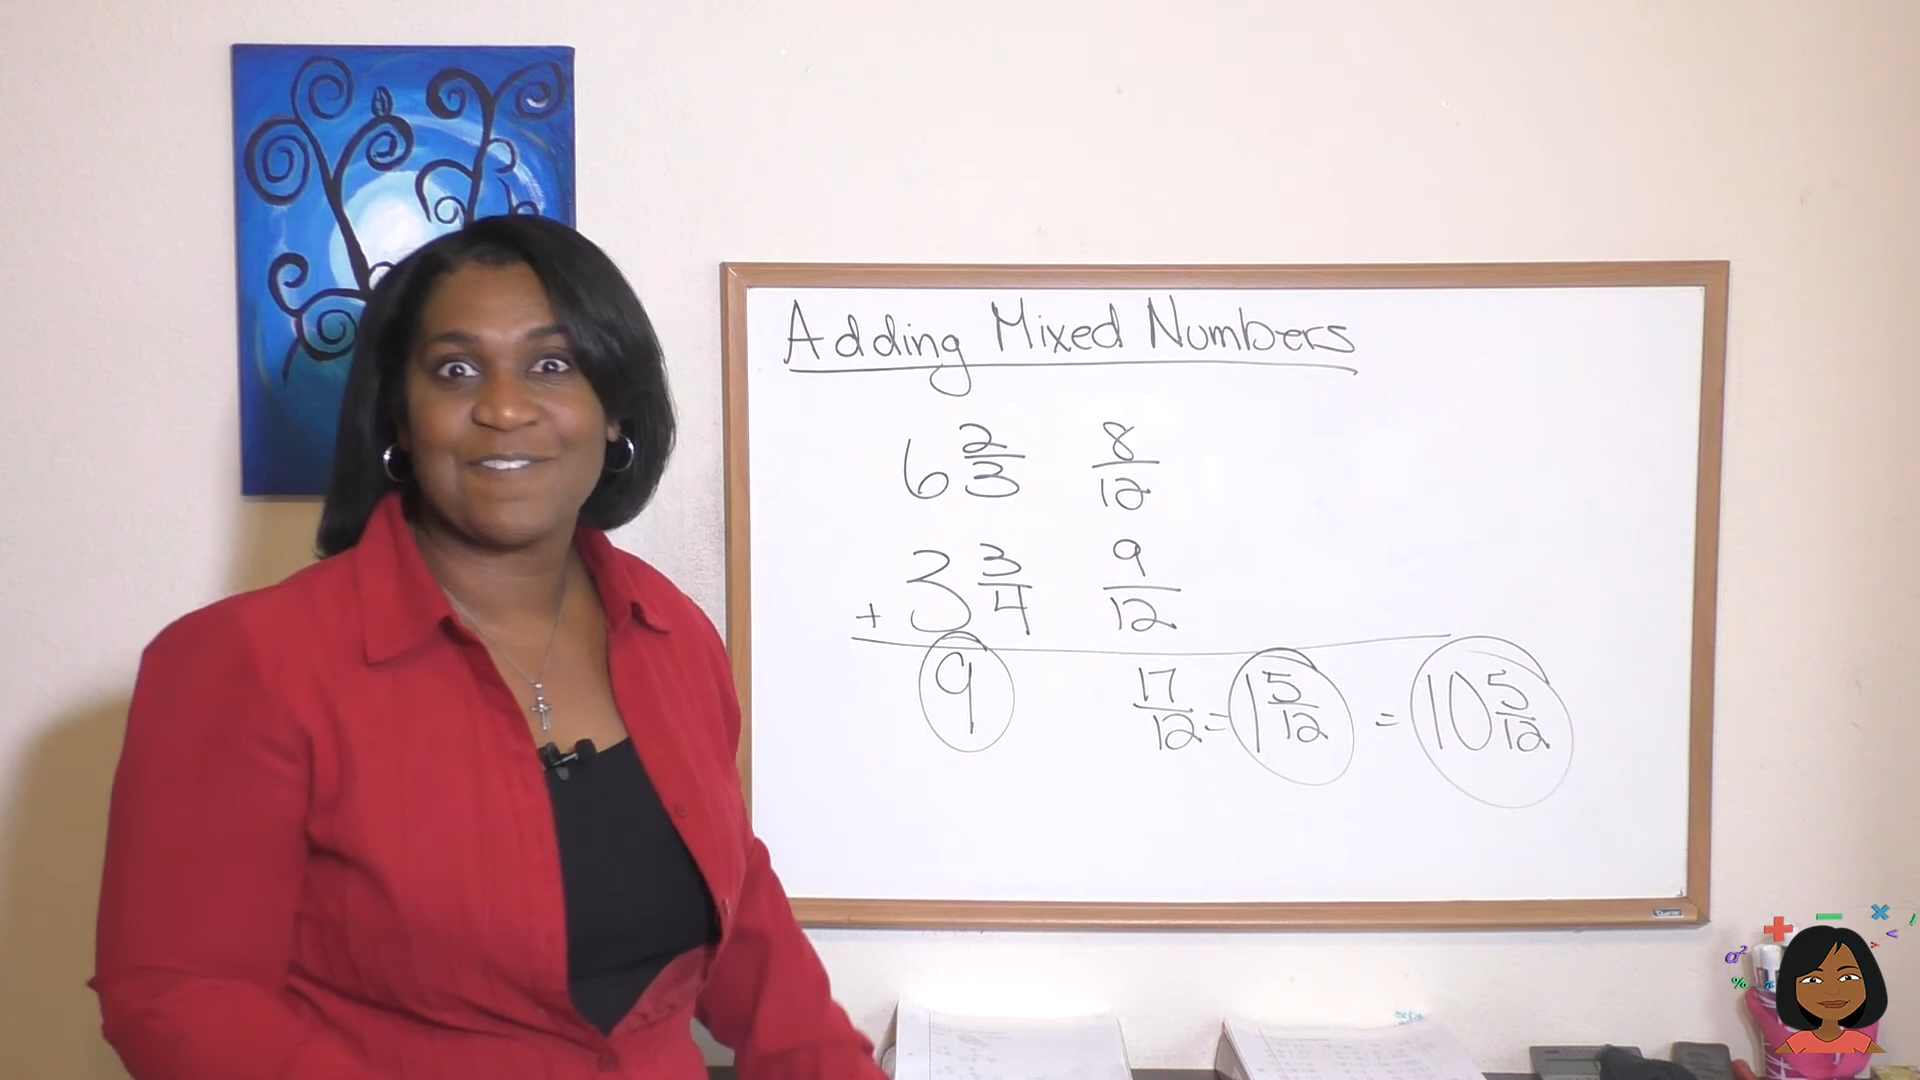 Adding Mixed Numbers
6 2/3 8/12
+ 3 3/4 9/12
9 17/12 = 1 5/12 = 10 5/12